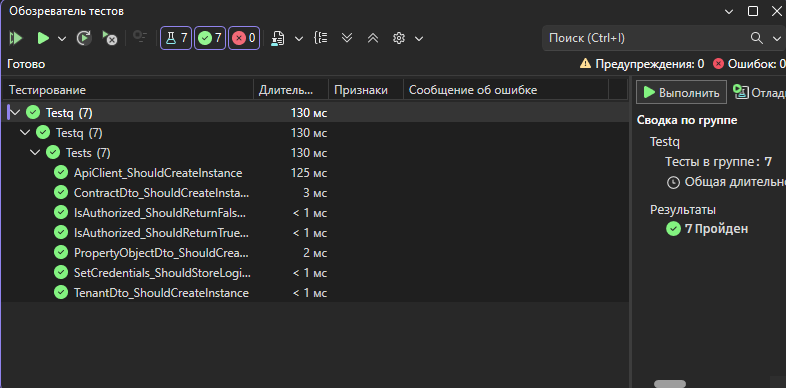 Обозреватель тестов
7 7 0 Поиск (Ctrl+I)
Готово Предупреждения: 0 Ошибок: 0
Тестирование Длитель... Признаки Сообщение об ошибке
Testq (7) 130 мс
Testq (7) 130 мс
Tests (7) 130 мс
ApiClient_ShouldCreateInstance 125 мс
ContractDto_ShouldCreateInsta... 3 мс
IsAuthorized_ShouldReturnFals... < 1 мс
IsAuthorized_ShouldReturnTrue... < 1 мс
PropertyObjectDto_ShouldCrea... 2 мс
SetCredentials_ShouldStoreLogi... < 1 мс
TenantDto_ShouldCreateInstance < 1 мс
Выполнить Отлад
Сводка по группе
Testq
Тесты в группе: 7
Общая длительно
Результаты
7 Пройден